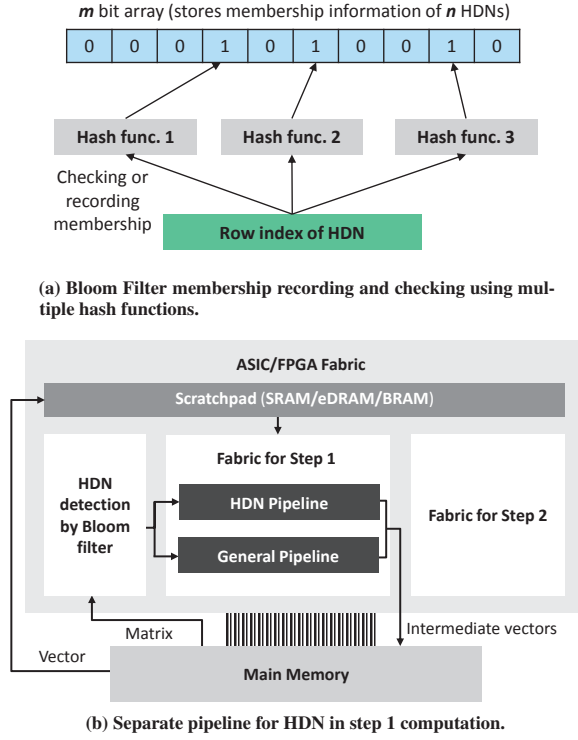 m bit array (stores membership information of n HDNs)
0 0 0 1 0 1 0 0 1 0
Hash func. 1 Hash func. 2 Hash func. 3
Checking or
recording
membership
Row index of HDN
(a) Bloom Filter membership recording and checking using mul-
tiple hash functions.
ASIC/FPGA Fabric
Scratchpad (SRAM/eDRAM/BRAM)
HDN
detection
by Bloom
filter
Fabric for Step 1
HDN Pipeline
General Pipeline
Fabric for Step 2
Matrix
Intermediate vectors
Vector
Main Memory
(b) Separate pipeline for HDN in step 1 computation.